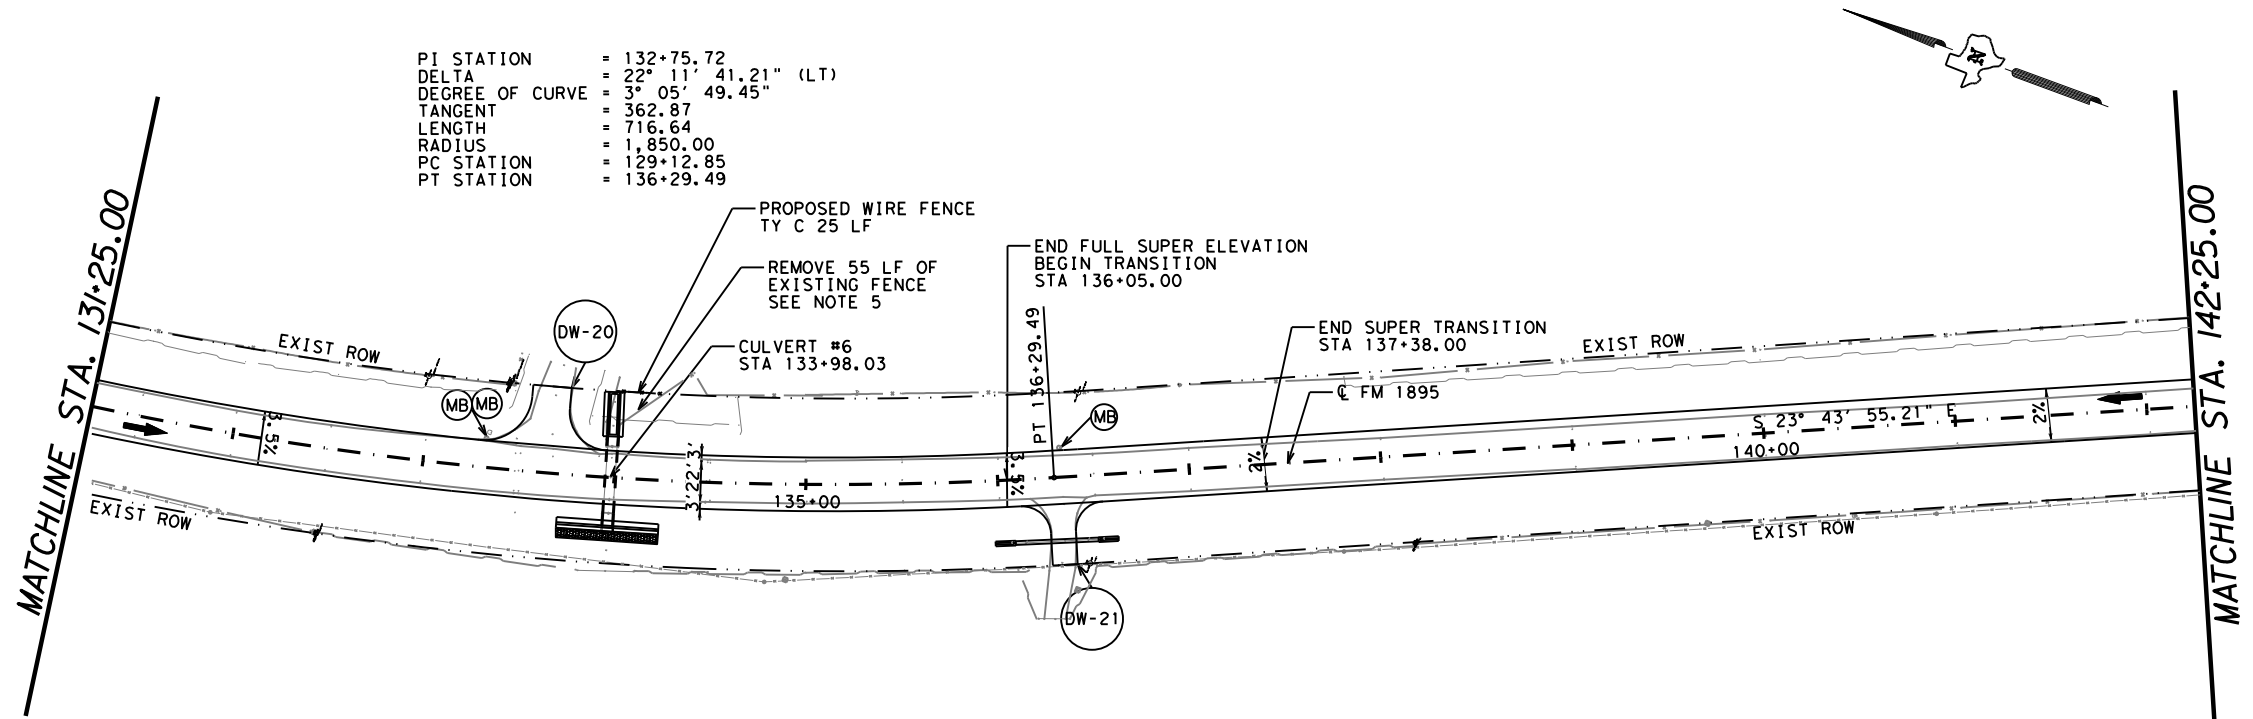 PI STATION = 132+75.72
DELTA = 22° 11' 41.21" (LT)
DEGREE OF CURVE = 3° 05' 49.45"
TANGENT = 362.87
LENGTH = 716.64
RADIUS = 1,850.00
PC STATION = 129+12.85
PT STATION = 136+29.49
N
MATCHLINE STA. 131+25.00
PROPOSED WIRE FENCE
TY C 25 LF
REMOVE 55 LF OF
EXISTING FENCE
SEE NOTE 5
END FULL SUPER ELEVATION
BEGIN TRANSITION
STA 136+05.00
DW-20
CULVERT #6
STA 133+98.03
PT 136+29.49
END SUPER TRANSITION
STA 137+38.00
EXIST ROW
EXIST ROW
MATCHLINE STA. 142+25.00
℄ FM 1895
MB
MB
MB
S 23° 43' 55.21" E
3.5%
3'22'3'
3.5%
2%
2%
135+00
140+00
EXIST ROW
EXIST ROW
DW-21